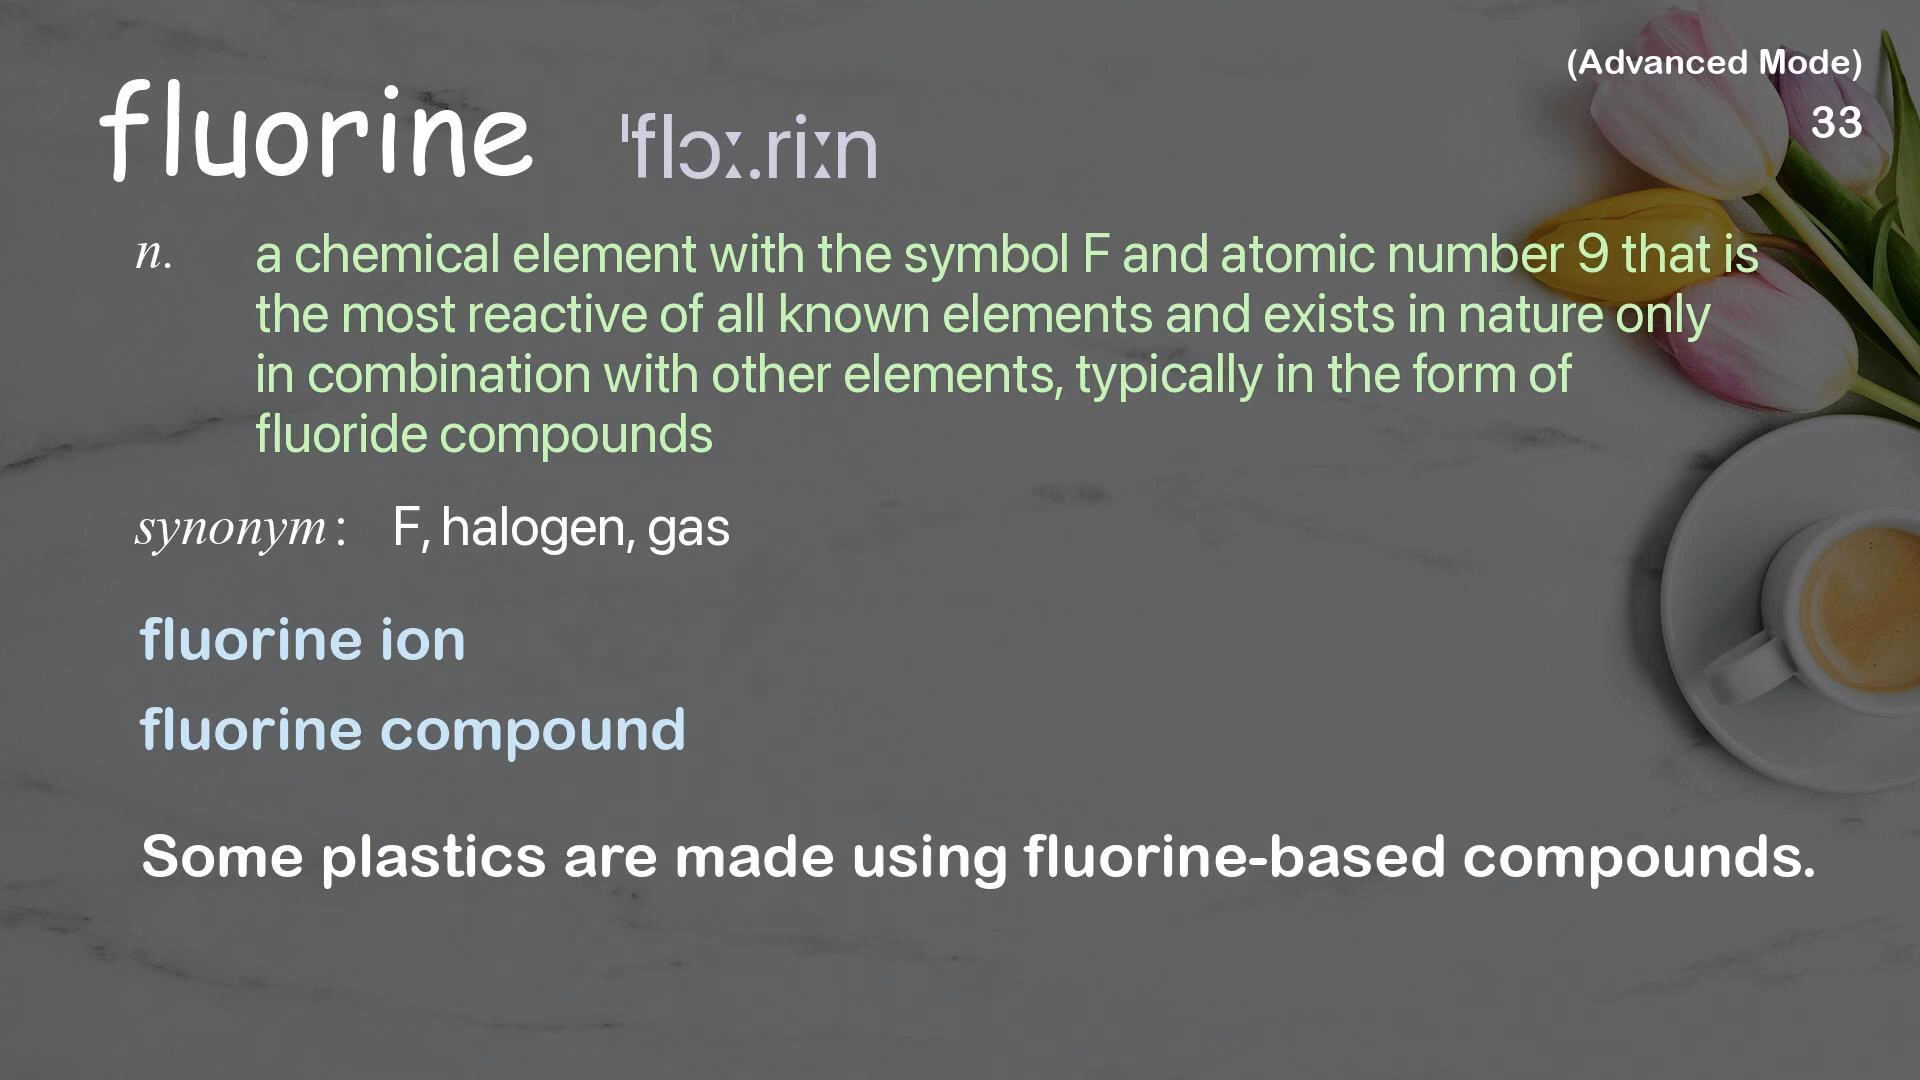 (Advanced Mode)
33
fluorine ˈflɔː.riːn
n. a chemical element with the symbol F and atomic number 9 that is
the most reactive of all known elements and exists in nature only
in combination with other elements, typically in the form of
fluoride compounds
synonym: F, halogen, gas
fluorine ion
fluorine compound
Some plastics are made using fluorine-based compounds.